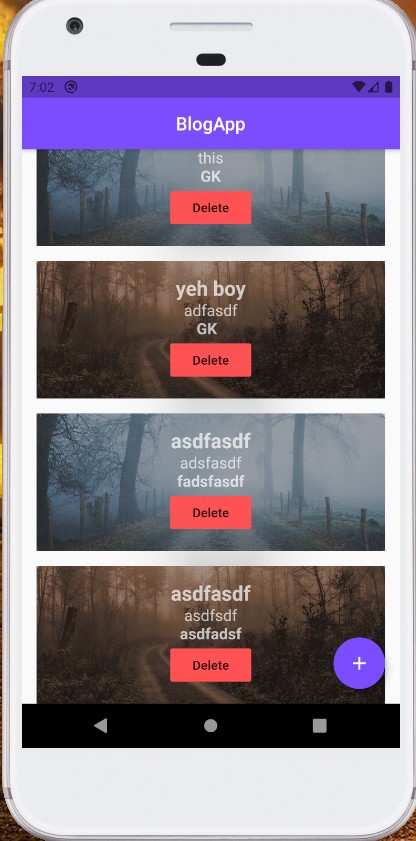 7:02
BlogApp
this
GK
Delete
yeh boy
adfasdf
GK
Delete
asdfasdf
adsfasdf
fadsfasdf
Delete
asdfasdf
asdfsdf
asdfadsf
Delete
+